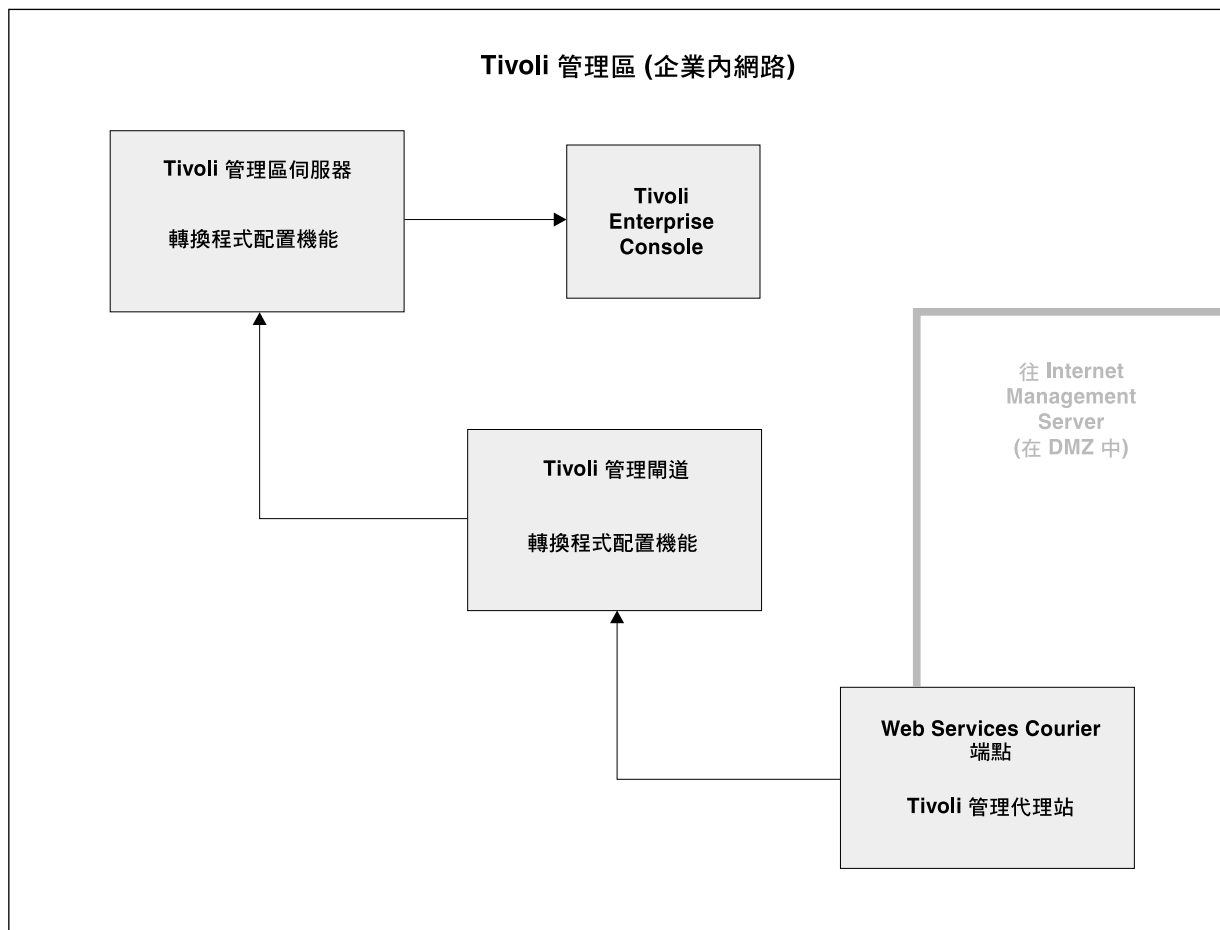 Tivoli 管理區 (企業內網路)
Tivoli 管理區伺服器
轉換程式配置機能
Tivoli
Enterprise
Console
往 Internet
Management
Server
(在 DMZ 中)
Tivoli 管理閘道
轉換程式配置機能
Web Services Courier
端點
Tivoli 管理代理站